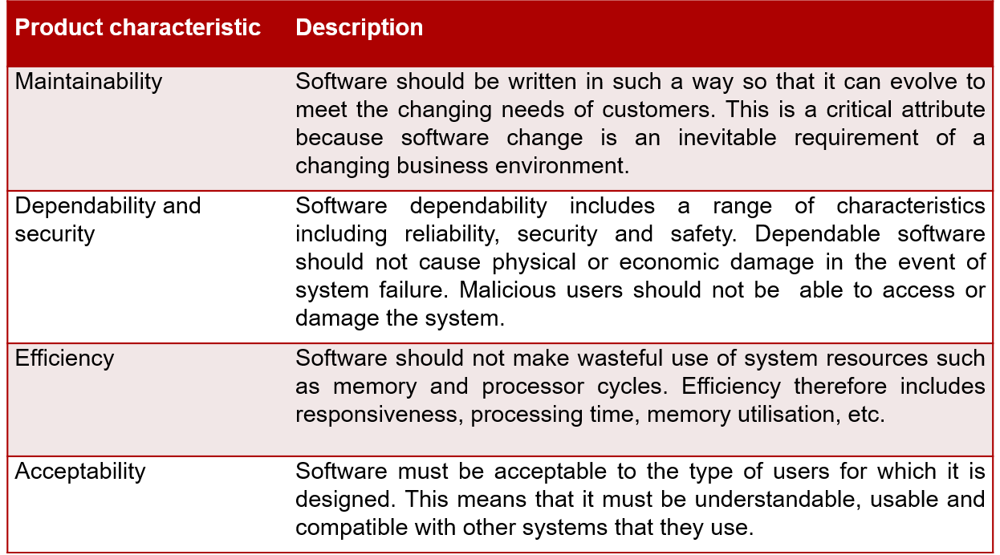 Product characteristic Description
Maintainability Software should be written in such a way so that it can evolve to
meet the changing needs of customers. This is a critical attribute
because software change is an inevitable requirement of a
changing business environment.
Dependability and Software dependability includes a range of characteristics
security including reliability, security and safety. Dependable software
should not cause physical or economic damage in the event of
system failure. Malicious users should not be able to access or
damage the system.
Efficiency Software should not make wasteful use of system resources such
as memory and processor cycles. Efficiency therefore includes
responsiveness, processing time, memory utilisation, etc.
Acceptability Software must be acceptable to the type of users for which it is
designed. This means that it must be understandable, usable and
compatible with other systems that they use.